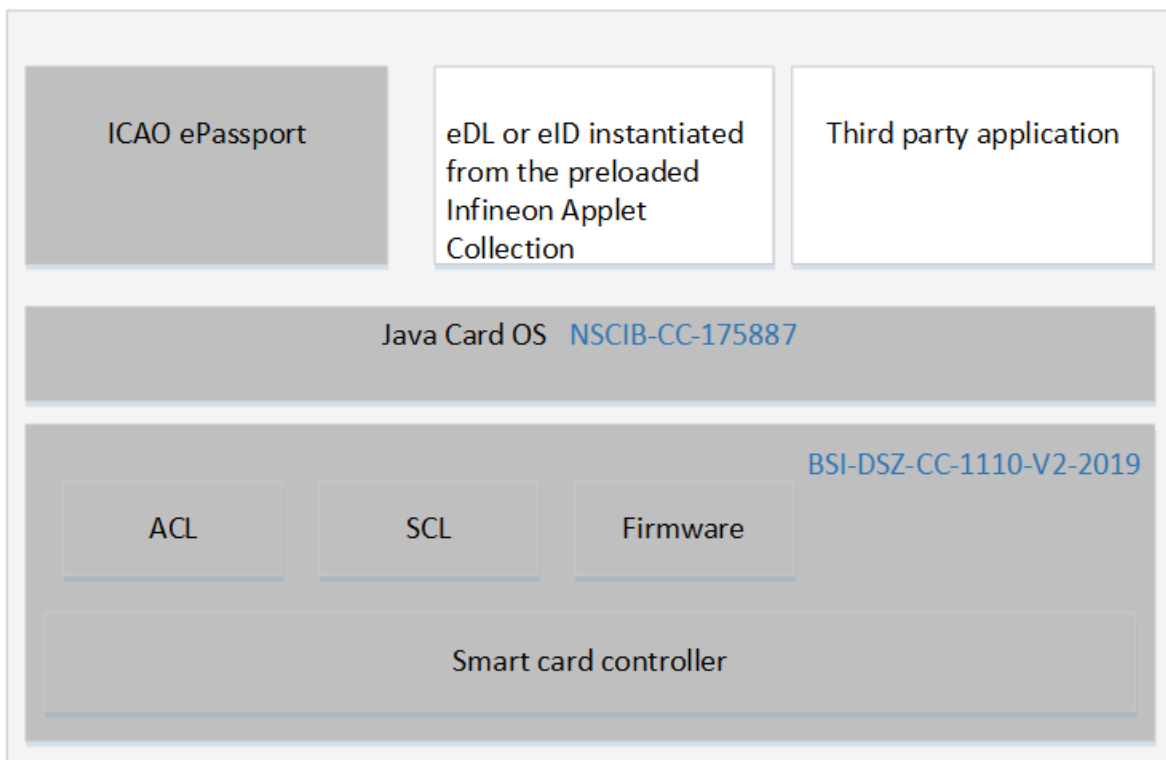 ICAO ePassport
eDL or eID instantiated
from the preloaded
Infineon Applet
Collection
Third party application
Java Card OS NSCIB-CC-175887
BSI-DSZ-CC-1110-V2-2019
ACL
SCL
Firmware
Smart card controller